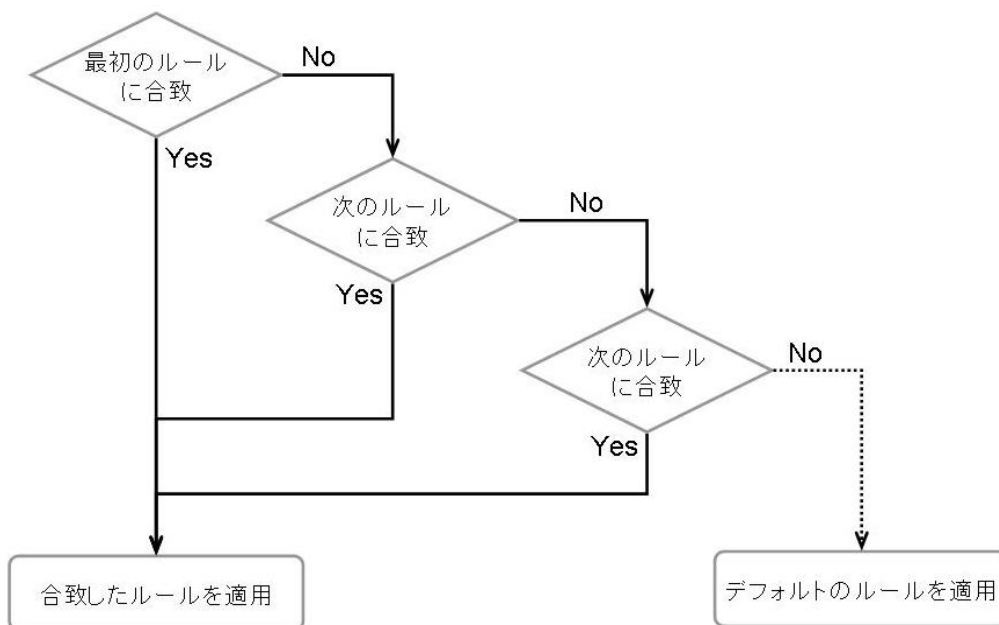 最初のルール
に合致
No
Yes
次のルール
に合致
No
Yes
次のルール
に合致
No
Yes
合致したルールを適用
デフォルトのルールを適用